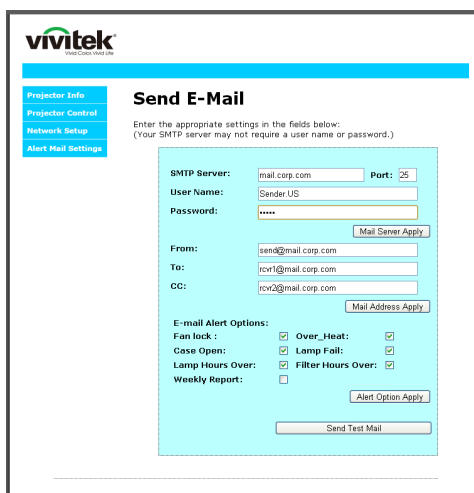 vivitek
Vivid Color, Vivid Life
Projector Info
Projector Control
Network Setup
Alert Mail Settings
Send E-Mail
Enter the appropriate settings in the fields below:
(Your SMTP server may not require a user name or password.)
SMTP Server: mail.corp.com Port: 25
User Name: Sender.US
Password: •••••
Mail Server Apply
From: send@mail.corp.com
To: rcvr1@mail.corp.com
CC: rcvr2@mail.corp.com
Mail Address Apply
E-mail Alert Options:
Fan lock : Over_Heat:
Case Open: Lamp Fail:
Lamp Hours Over: Filter Hours Over:
Weekly Report:
Alert Option Apply
Send Test Mail